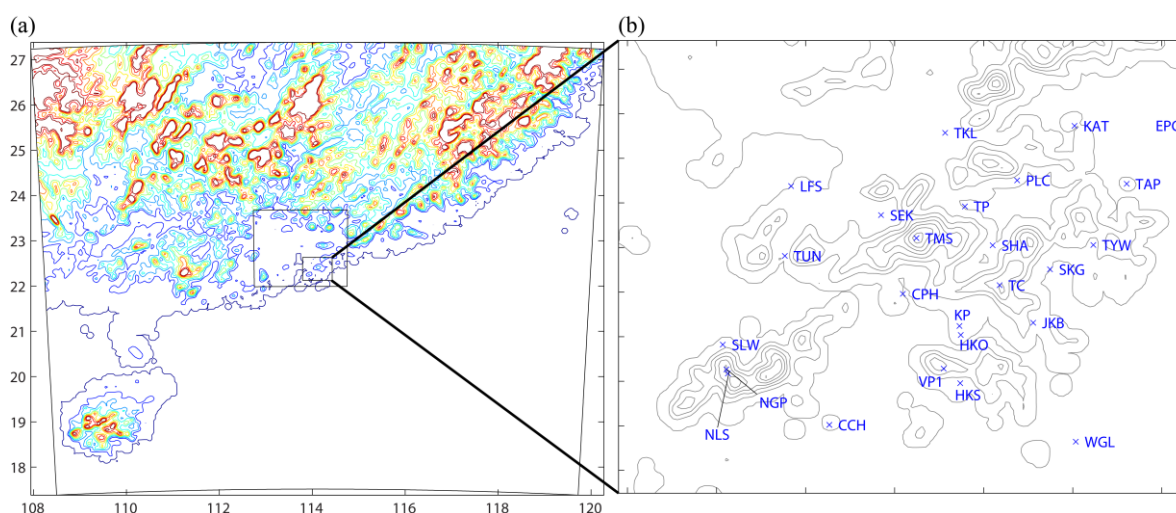 (a)
(b)
27
26
25
24
23
22
21
20
19
18
108
110
112
114
116
118
120
TKL
KAT
EPC
LFS
PLC
TAP
SEK
TP
TMS
SHA
TYW
TUN
SKG
CPH
TC
KP
JKB
HKO
SLW
VP1
HKS
NGP
NLS
CCH
WGL